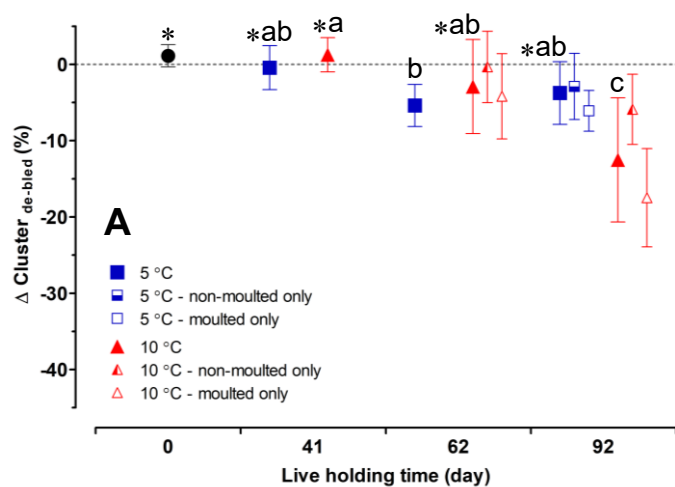 * *ab *a *ab *ab
b c
0
-10
-20
-30
-40
Δ Cluster de-bled (%)
A
5 °C
5 °C - non-moulted only
5 °C - moulted only
10 °C
10 °C - non-moulted only
10 °C - moulted only
0 41 62 92
Live holding time (day)